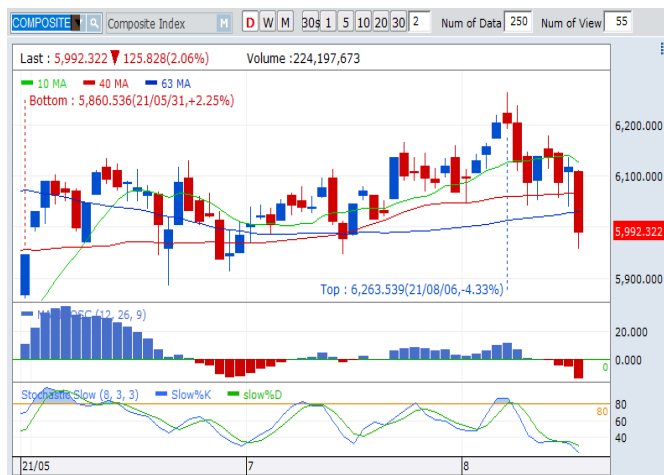 COMPOSITE Composite Index M D W M 30s 1 5 10 20 30 2 Num of Data 250 Num of View 55
Last : 5,992.322 ▼ 125.828(2.06%) Volume :224,197,673
10 MA 40 MA 63 MA
Bottom : 5,860.536(21/05/31,+2.25%)
6,200.000
6,100.000
5,992.322
5,900.000
Top : 6,263.539(21/08/06,-4.33%)
(12, 26, 9)
20.000
0.000
0
Stochastic Slow (8, 3, 3) Slow%K slow%D
80
80
60
40
21/05 7 8